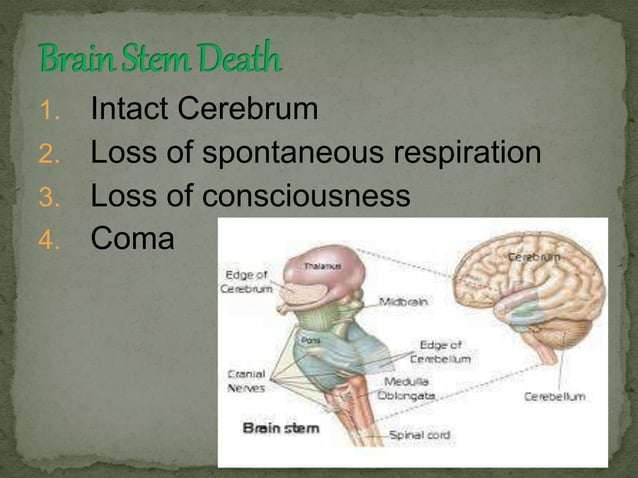 Brain Stem Death
1. Intact Cerebrum
2. Loss of spontaneous respiration
3. Loss of consciousness
4. Coma
Thalamus
Cerebrum
Edge of
Cerebrum
Midbrain
Pons
Edge of
Cerebellum
Cranial
Nerves
Medulla
Oblongata
Cerebellum
Brain stem
Spinal cord